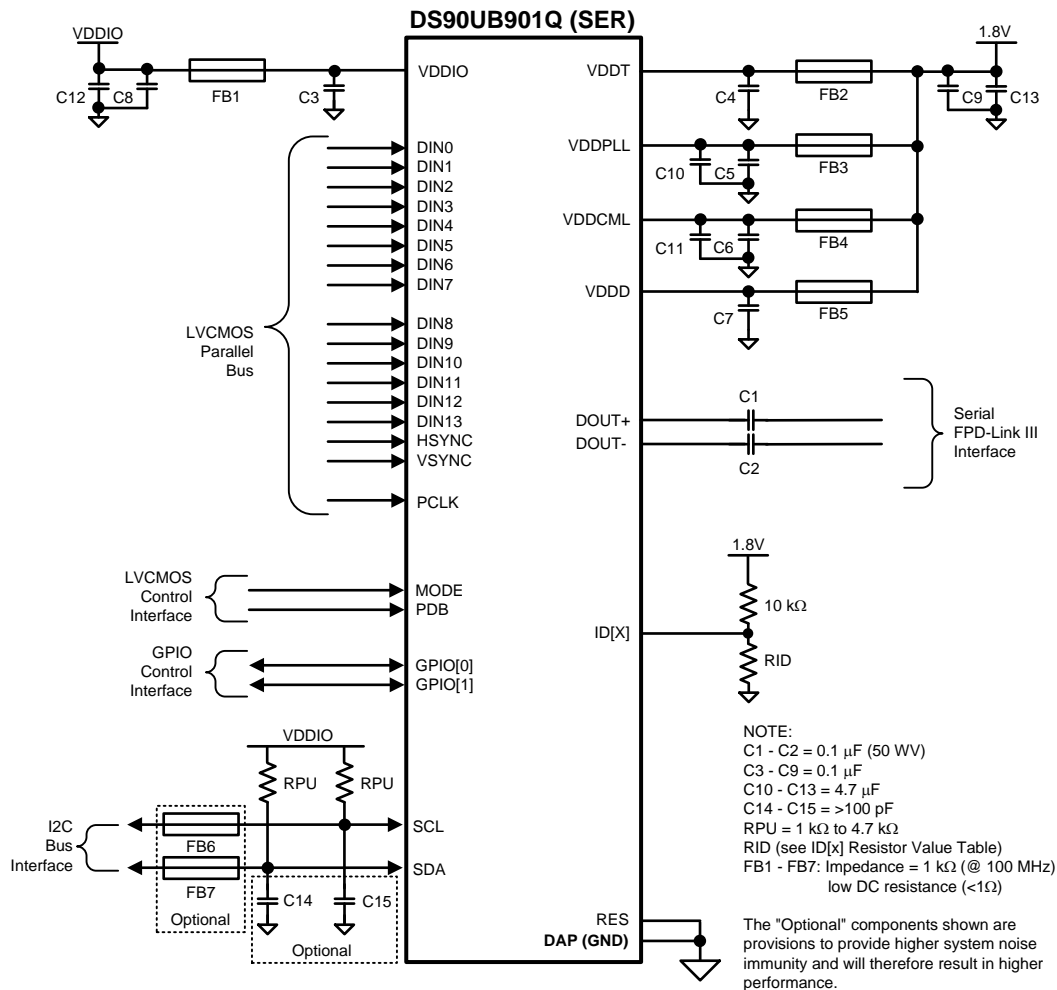 DS90UB901Q (SER)
VDDIO
1.8V
VDDIO
VDDT
C12
C8
FB1
C3
C4
FB2
C9
C13
VDDPLL
C10
C5
FB3
VDDCML
C11
C6
FB4
VDDD
C7
FB5
DIN0
DIN1
DIN2
DIN3
DIN4
DIN5
DIN6
DIN7
DIN8
DIN9
DIN10
DIN11
DIN12
DIN13
HSYNC
VSYNC
PCLK
LVCMOS
Parallel
Bus
DOUT+
DOUT-
C1
C2
Serial
FPD-Link III
Interface
LVCMOS
Control
Interface
MODE
PDB
GPIO
Control
Interface
GPIO[0]
GPIO[1]
1.8V
10 kΩ
ID[X]
RID
VDDIO
RPU
RPU
I2C
Bus
Interface
FB6
FB7
Optional
SCL
SDA
C14
C15
Optional
RES
DAP (GND)
NOTE:
C1 - C2 = 0.1 μF (50 WV)
C3 - C9 = 0.1 μF
C10 - C13 = 4.7 μF
C14 - C15 = >100 pF
RPU = 1 kΩ to 4.7 kΩ
RID (see ID[x] Resistor Value Table)
FB1 - FB7: Impedance = 1 kΩ (@ 100 MHz)
low DC resistance (<1Ω)
The "Optional" components shown are
provisions to provide higher system noise
immunity and will therefore result in higher
performance.